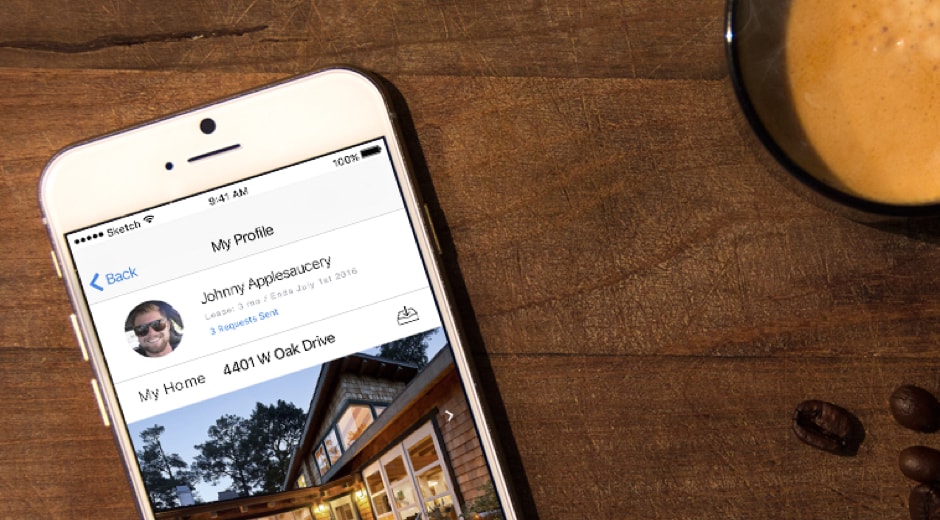 Sketch 9:41 AM 100%
Back My Profile
Johnny Applesaucery
Lease: 3 mo / Ends July 1st 2016
3 Requests Sent
My Home 4401 W Oak Drive